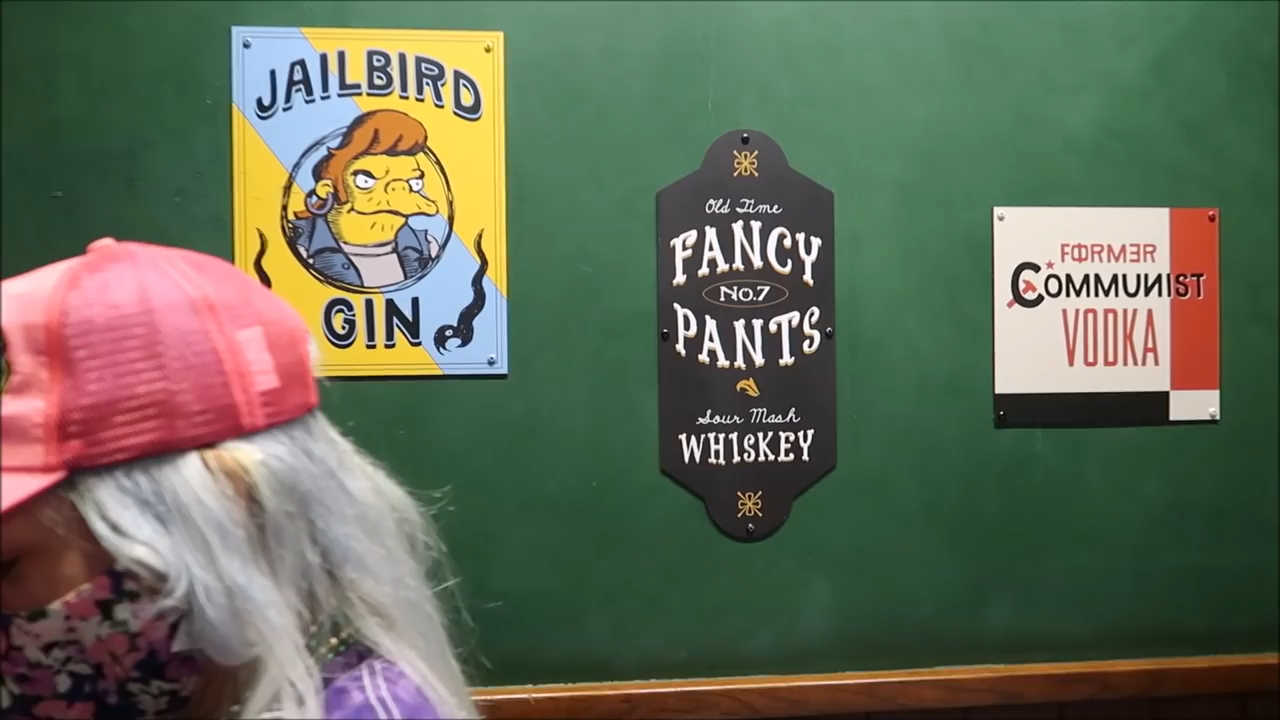 JAILBIRD
GIN
Old Time
FANCY
No.7
PANTS
Sour Mash
WHISKEY
FORMER
COMMUNIST
VODKA